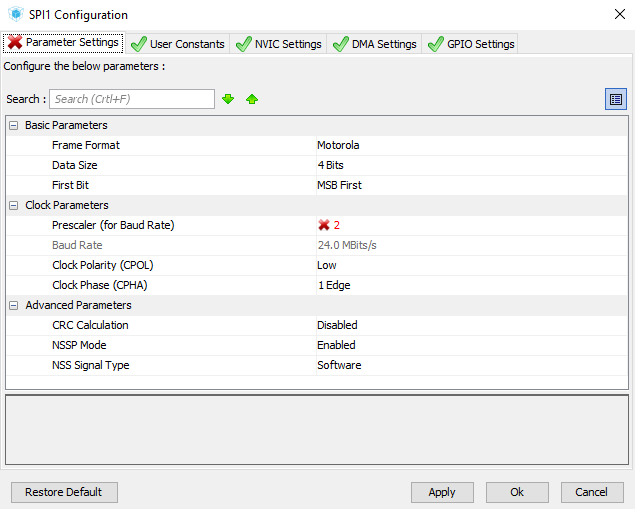 SPI1 Configuration
Parameter Settings User Constants NVIC Settings DMA Settings GPIO Settings
Configure the below parameters :
Search : Search (Crtl+F)
Basic Parameters
Frame Format Motorola
Data Size 4 Bits
First Bit MSB First
Clock Parameters
Prescaler (for Baud Rate) 2
Baud Rate 24.0 MBits/s
Clock Polarity (CPOL) Low
Clock Phase (CPHA) 1 Edge
Advanced Parameters
CRC Calculation Disabled
NSSP Mode Enabled
NSS Signal Type Software
Restore Default Apply Ok Cancel